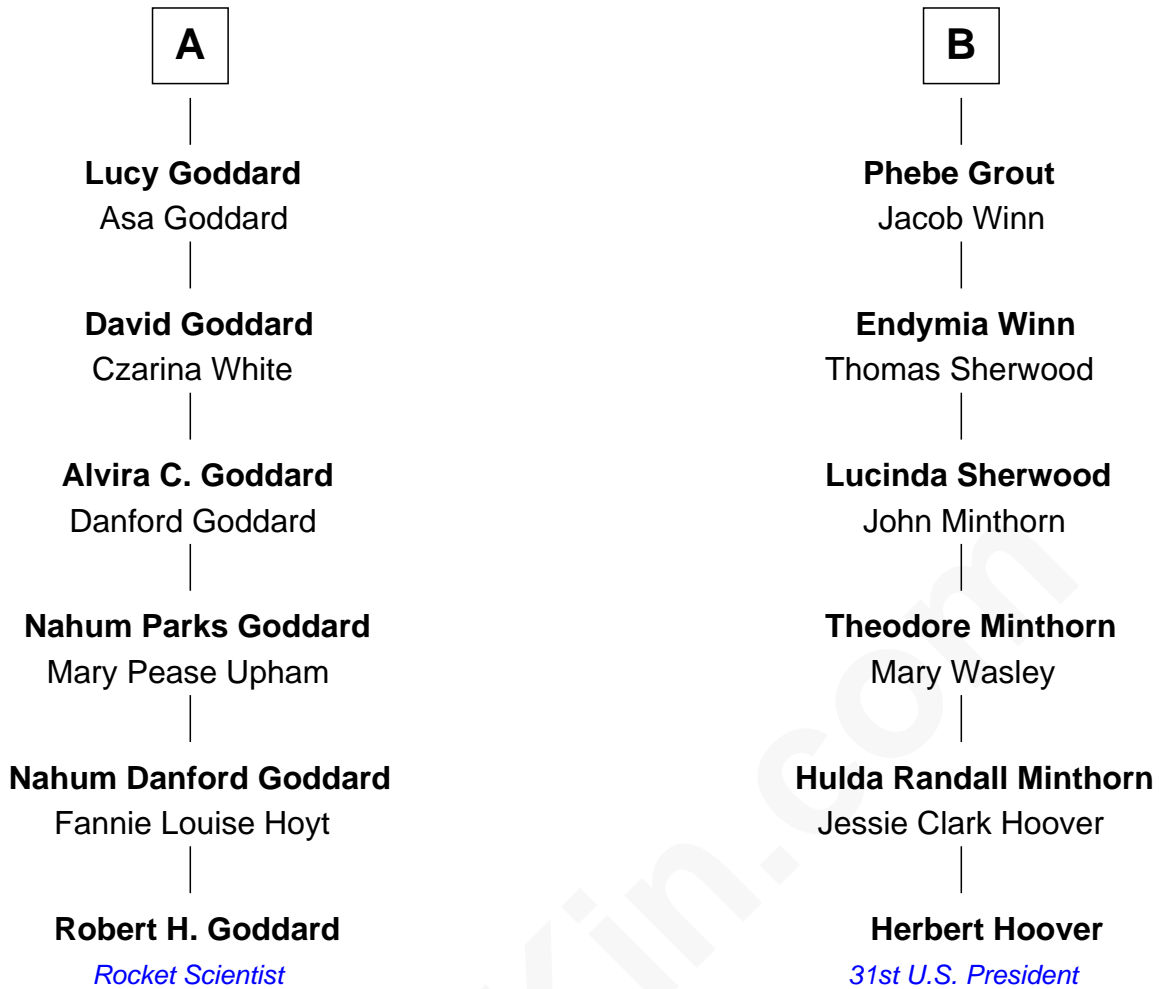 A
B
Lucy Goddard
Asa Goddard
Phebe Grout
Jacob Winn
David Goddard
Czarina White
Endymia Winn
Thomas Sherwood
Alvira C. Goddard
Danford Goddard
Lucinda Sherwood
John Minthorn
Nahum Parks Goddard
Mary Pease Upham
Theodore Minthorn
Mary Wasley
Nahum Danford Goddard
Fannie Louise Hoyt
Hulda Randall Minthorn
Jessie Clark Hoover
Robert H. Goddard
Rocket Scientist
Herbert Hoover
31st U.S. President